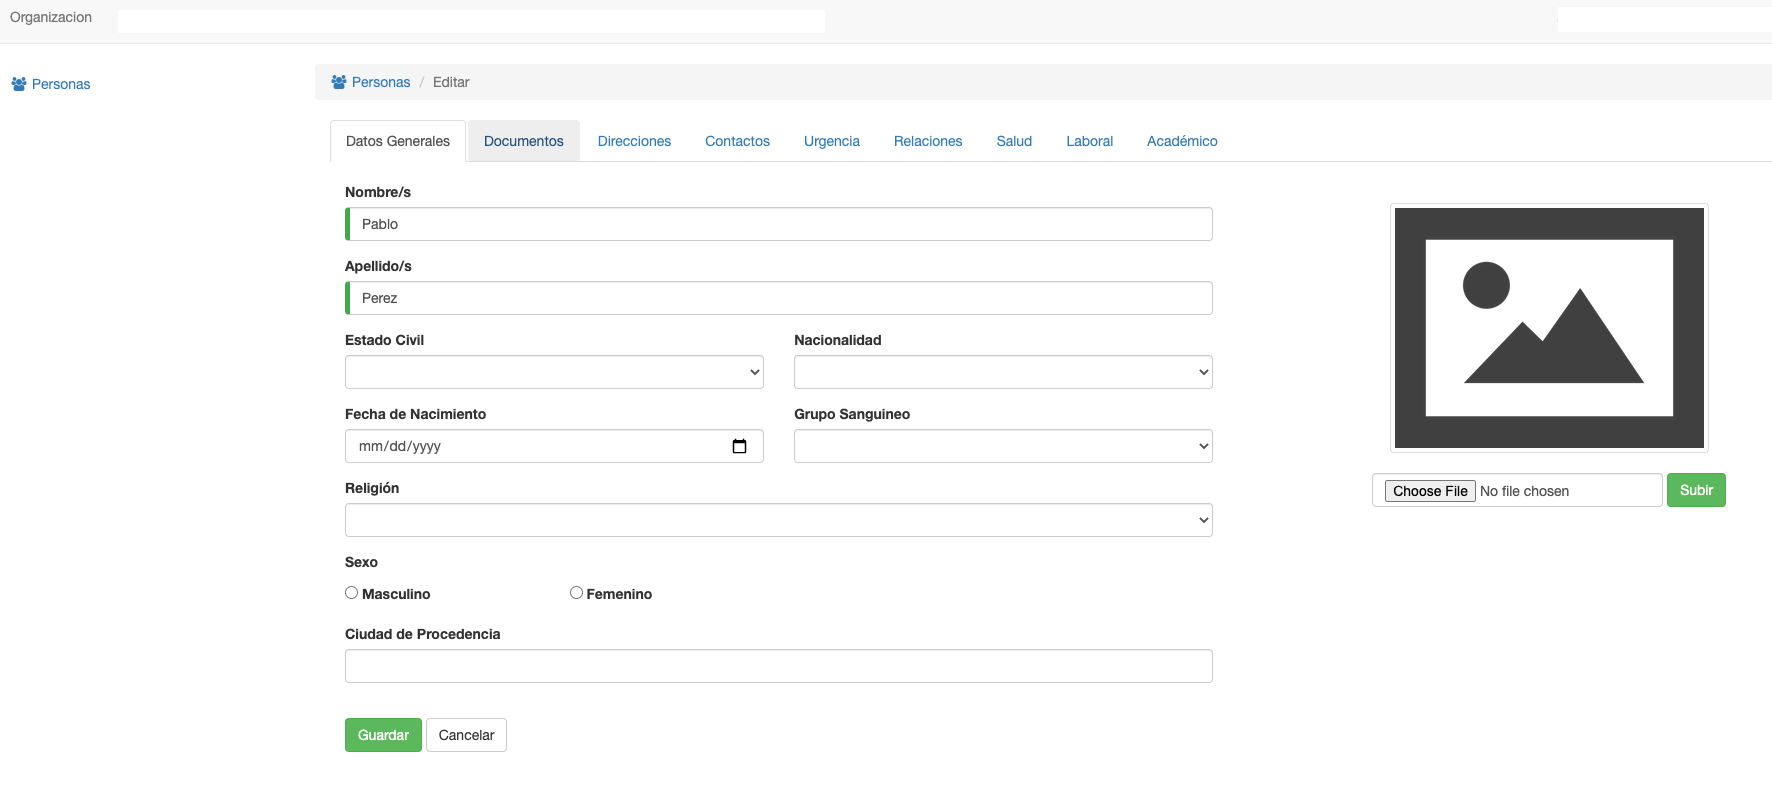 Organizacion
Personas
Personas / Editar
Datos Generales Documentos Direcciones Contactos Urgencia Relaciones Salud Laboral Académico
Nombre/s
Pablo
Apellido/s
Perez
Estado Civil Nacionalidad
Fecha de Nacimiento Grupo Sanguineo
mm/dd/yyyy
Religión
Choose File No file chosen Subir
Sexo
Masculino Femenino
Ciudad de Procedencia
Guardar Cancelar